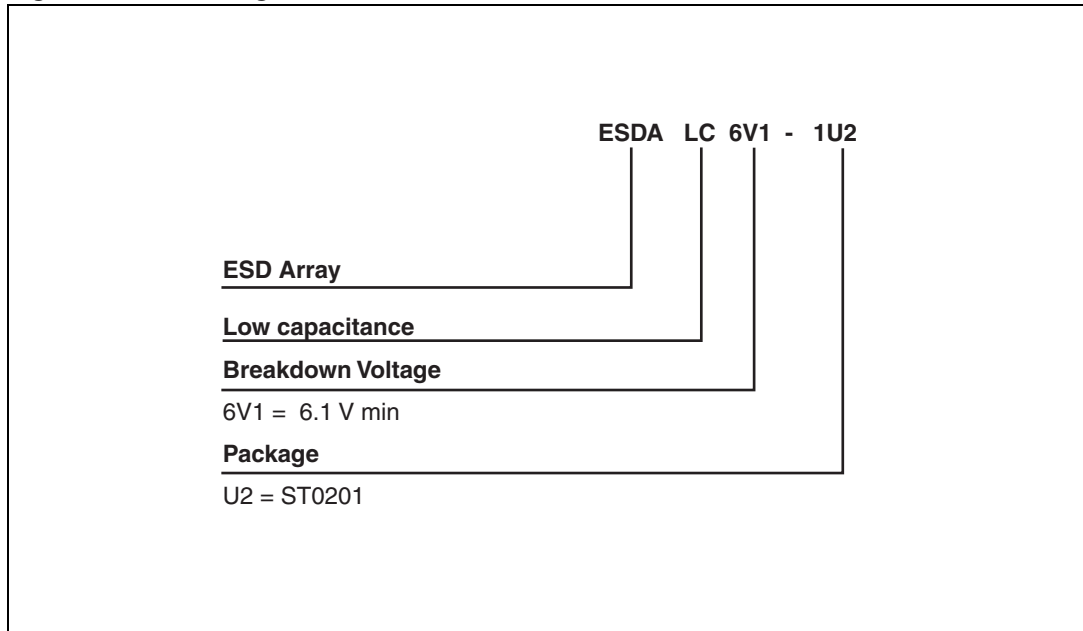 ESDA LC 6V1 - 1U2
ESD Array
Low capacitance
Breakdown Voltage
6V1 = 6.1 V min
Package
U2 = ST0201